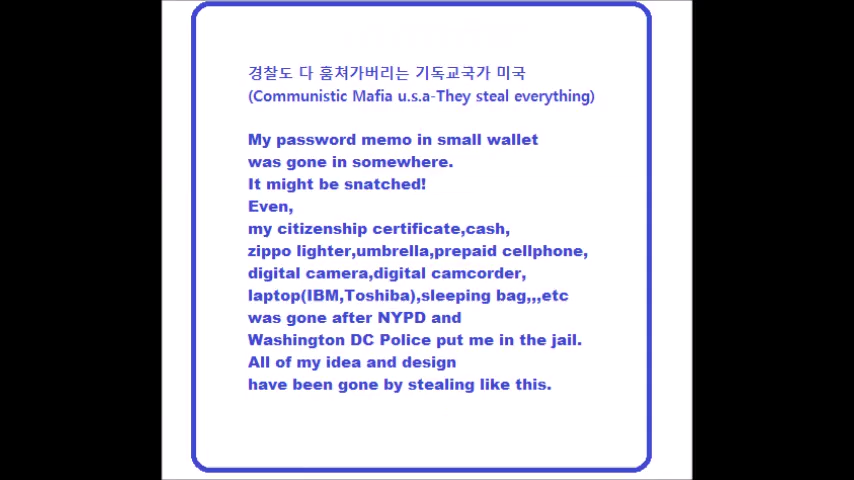 경찰도 다 훔쳐가버리는 기독교국가 미국
(Communistic Mafia u.s.a-They steal everything)
My password memo in small wallet
was gone in somewhere.
It might be snatched!
Even,
my citizenship certificate,cash,
zippo lighter,umbrella,prepaid cellphone,
digital camera,digital camcorder,
laptop(IBM,Toshiba),sleeping bag,,,etc
was gone after NYPD and
Washington DC Police put me in the jail.
All of my idea and design
have been gone by stealing like this.